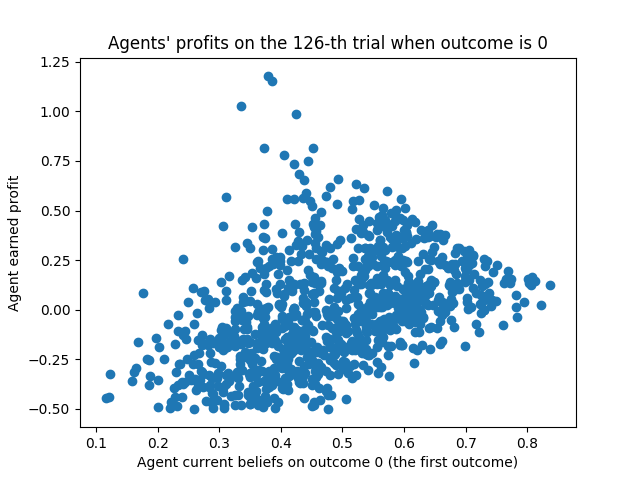 Agents' profits on the 126-th trial when outcome is 0
1.25
1.00
0.75
0.50
0.25
0.00
−0.25
−0.50
Agent earned profit
0.1 0.2 0.3 0.4 0.5 0.6 0.7 0.8
Agent current beliefs on outcome 0 (the first outcome)